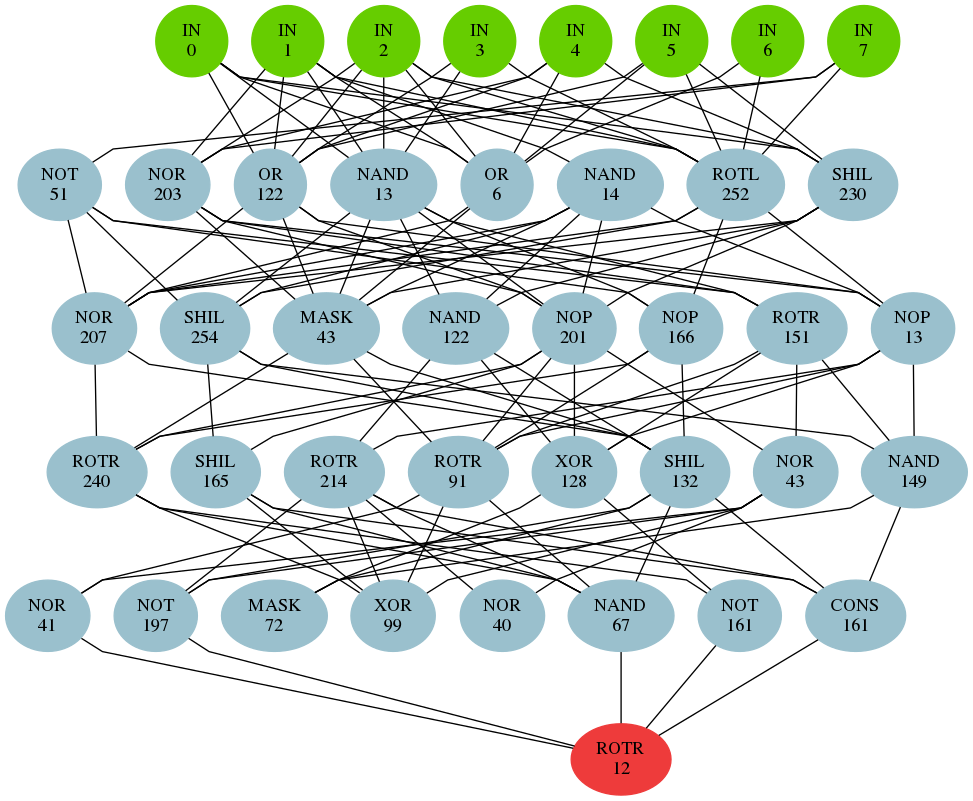 IN
0
IN
1
IN
2
IN
3
IN
4
IN
5
IN
6
IN
7
NOT
51
NOR
203
OR
122
NAND
13
OR
6
NAND
14
ROTL
252
SHIL
230
NOR
207
SHIL
254
MASK
43
NAND
122
NOP
201
NOP
166
ROTR
151
NOP
13
ROTR
240
SHIL
165
ROTR
214
ROTR
91
XOR
128
SHIL
132
NOR
43
NAND
149
NOR
41
NOT
197
MASK
72
XOR
99
NOR
40
NAND
67
NOT
161
CONS
161
ROTR
12